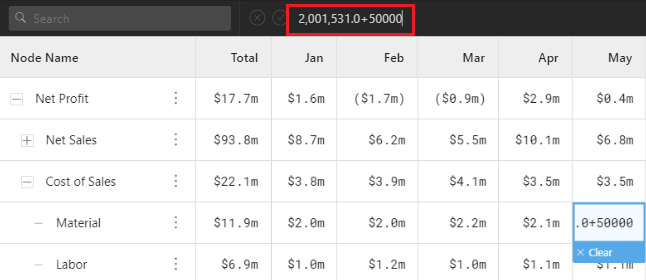 Search 2,001,531.0+50000
Node Name Total Jan Feb Mar Apr May
Net Profit $17.7m $1.6m ($1.7m) ($0.9m) $2.9m $0.4m
Net Sales $93.8m $8.7m $6.2m $5.5m $10.1m $6.8m
Cost of Sales $22.1m $3.8m $3.9m $4.1m $3.5m $3.5m
Material $11.9m $2.0m $2.0m $2.2m $2.1m .0+50000
Clear
Labor $6.9m $1.0m $1.2m $1.0m $1.1m $1.1m